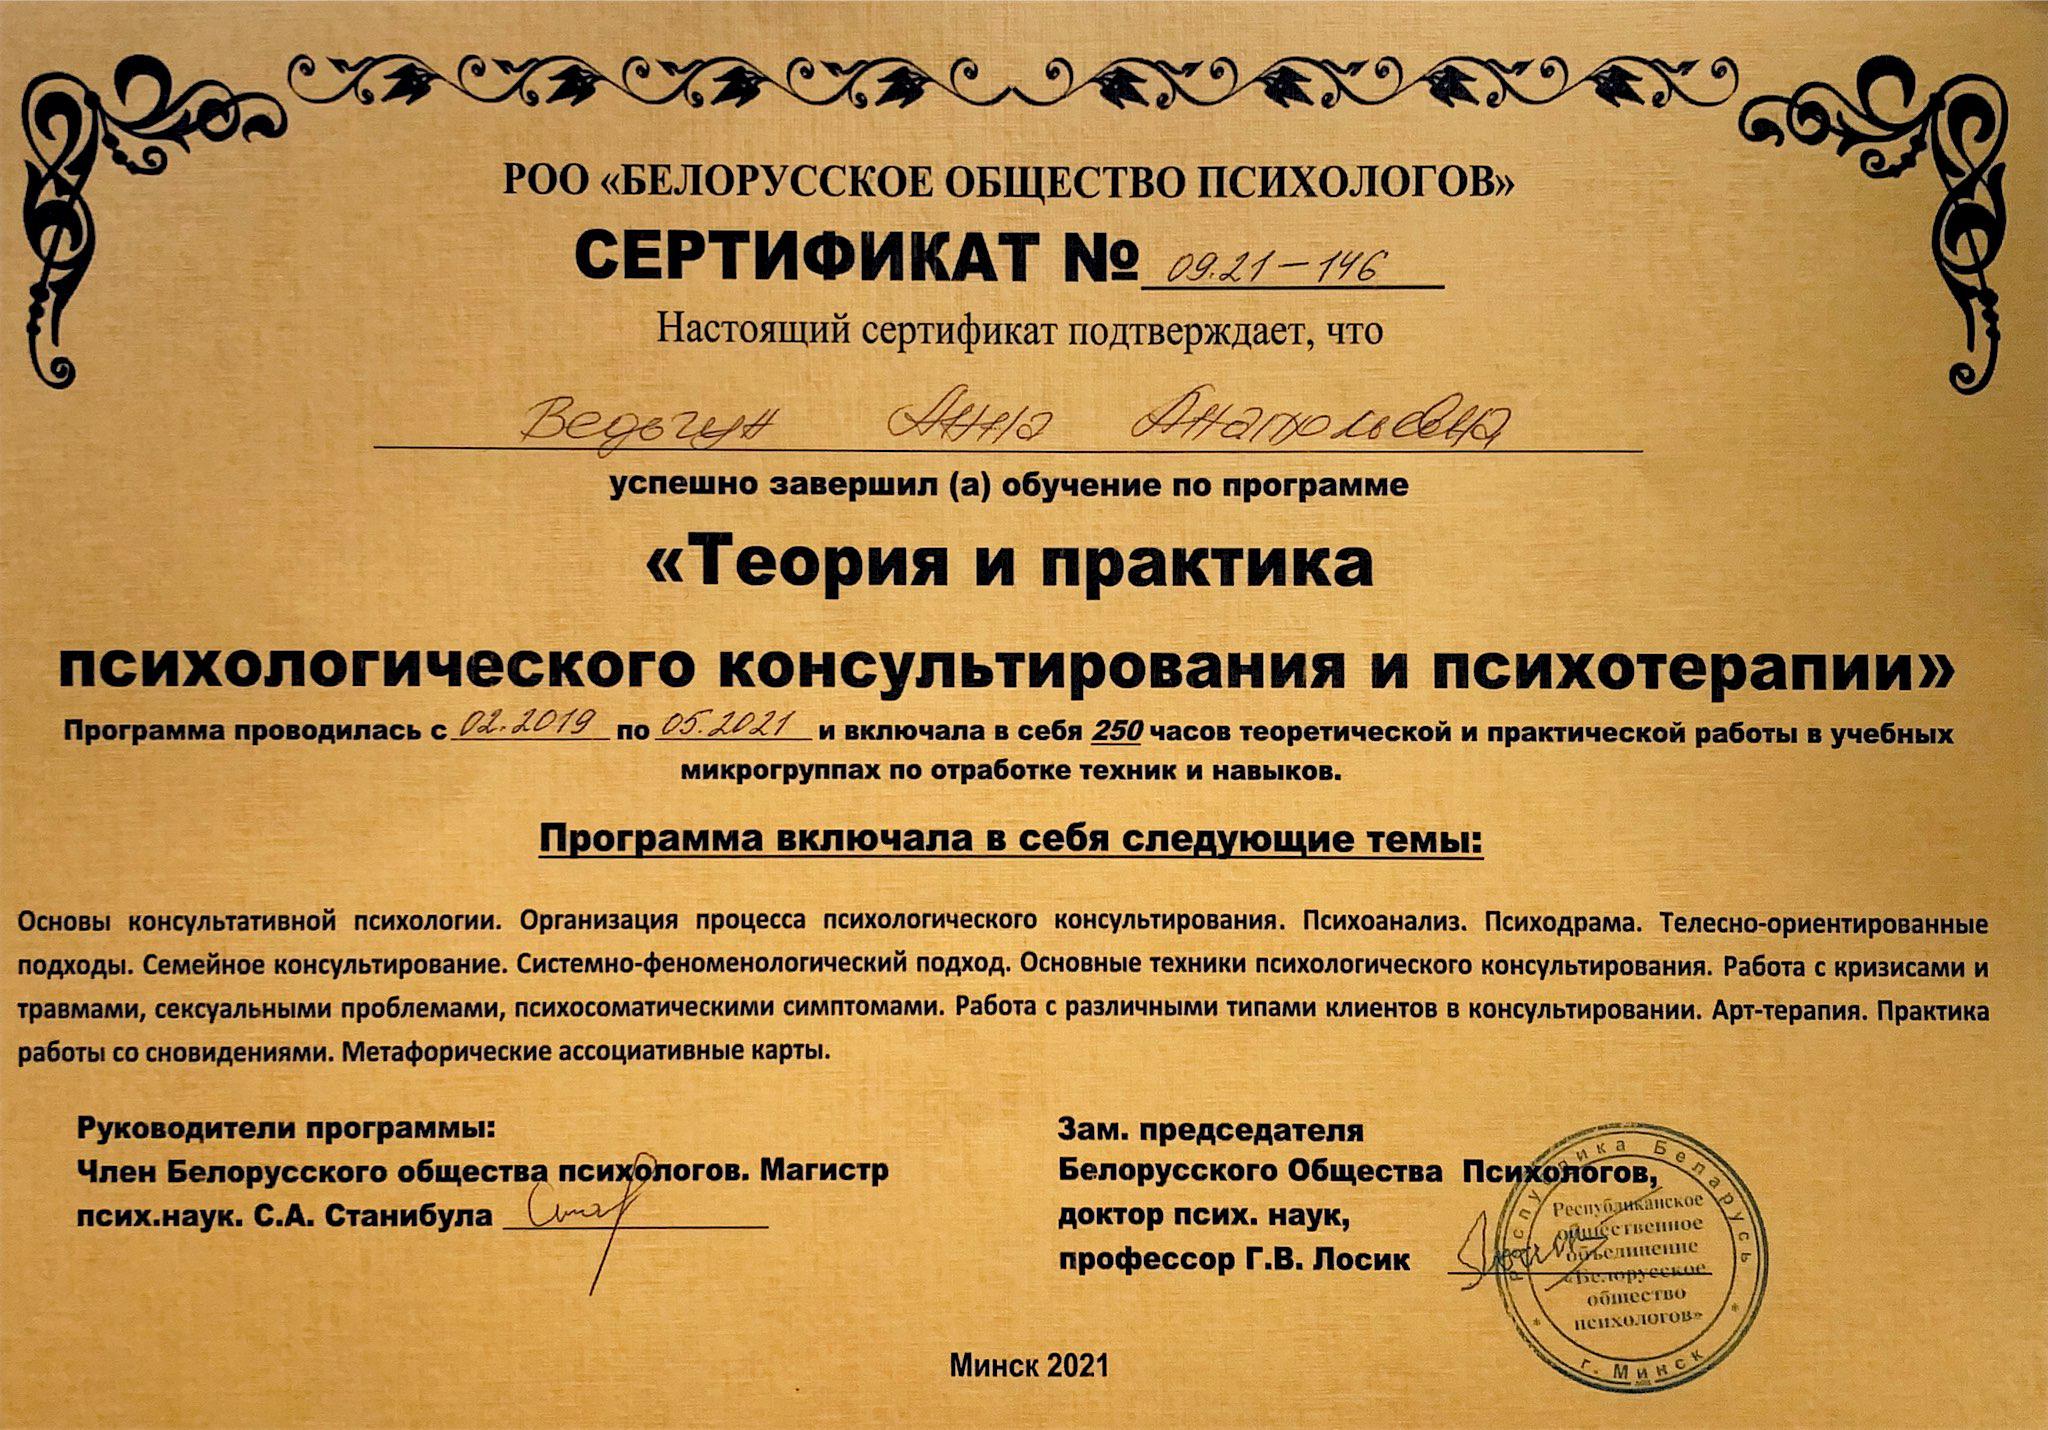 РОО «БЕЛОРУССКОЕ ОБЩЕСТВО ПСИХОЛОГОВ»
СЕРТИФИКАТ № 09.21-146
Настоящий сертификат подтверждает, что
Ведьгун Анна Анатольевна
успешно завершил (а) обучение по программе
«Теория и практика
психологического консультирования и психотерапии»
Программа проводилась с 02.2019 по 05.2021 и включала в себя 250 часов теоретической и практической работы в учебных
микрогруппах по отработке техник и навыков.
Программа включала в себя следующие темы:
Основы консультативной психологии. Организация процесса психологического консультирования. Психоанализ. Психодрама. Телесно-ориентированные
подходы. Семейное консультирование. Системно-феноменологический подход. Основные техники психологического консультирования. Работа с кризисами и
травмами, сексуальными проблемами, психосоматическими симптомами. Работа с различными типами клиентов в консультировании. Арт-терапия. Практика
работы со сновидениями. Метафорические ассоциативные карты.
Руководители программы:
Член Белорусского общества психологов. Магистр
псих.наук. С.А. Станибула
Зам. председателя
Белорусского Общества Психологов,
доктор псих. наук,
профессор Г.В. Лосик
Республика Беларусь
Республиканское
общественное
объединение
«Белорусское
общество
психологов»
г. Минск
Минск 2021